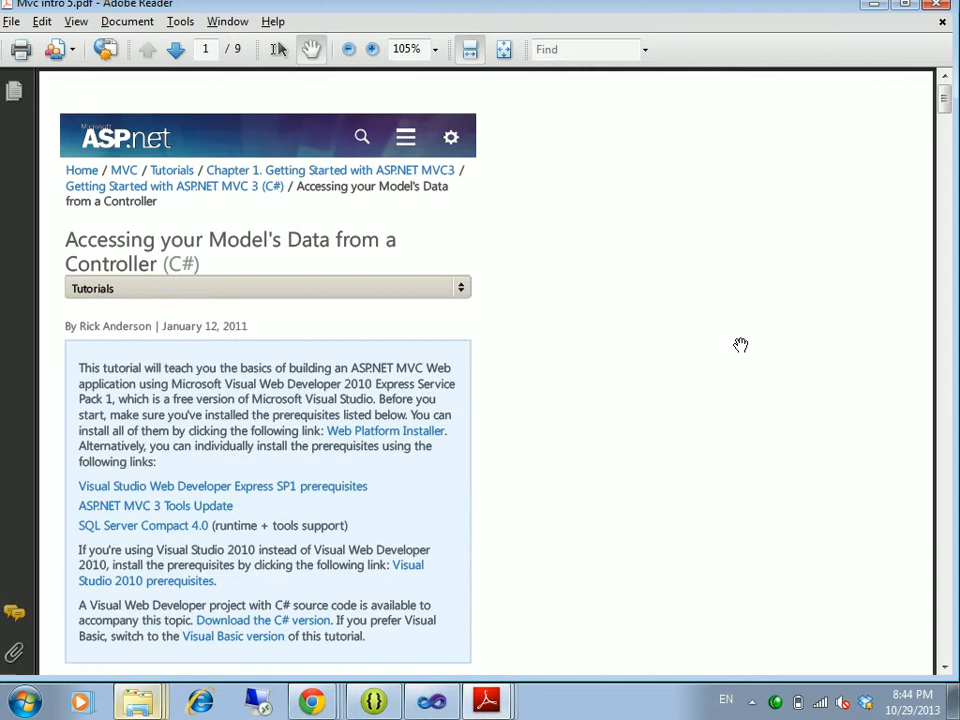 Mvc intro 5.pdf - Adobe Reader
File Edit View Document Tools Window Help
1 / 9 105% Find
Microsoft
ASP.net
Home / MVC / Tutorials / Chapter 1. Getting Started with ASP.NET MVC3 /
Getting Started with ASP.NET MVC 3 (C#) / Accessing your Model's Data
from a Controller
Accessing your Model's Data from a
Controller (C#)
Tutorials
By Rick Anderson | January 12, 2011
This tutorial will teach you the basics of building an ASP.NET MVC Web
application using Microsoft Visual Web Developer 2010 Express Service
Pack 1, which is a free version of Microsoft Visual Studio. Before you
start, make sure you've installed the prerequisites listed below. You can
install all of them by clicking the following link: Web Platform Installer.
Alternatively, you can individually install the prerequisites using the
following links:
Visual Studio Web Developer Express SP1 prerequisites
ASP.NET MVC 3 Tools Update
SQL Server Compact 4.0 (runtime + tools support)
If you're using Visual Studio 2010 instead of Visual Web Developer
2010, install the prerequisites by clicking the following link: Visual
Studio 2010 prerequisites.
A Visual Web Developer project with C# source code is available to
accompany this topic. Download the C# version. If you prefer Visual
Basic, switch to the Visual Basic version of this tutorial.
EN
8:44 PM
10/29/2013